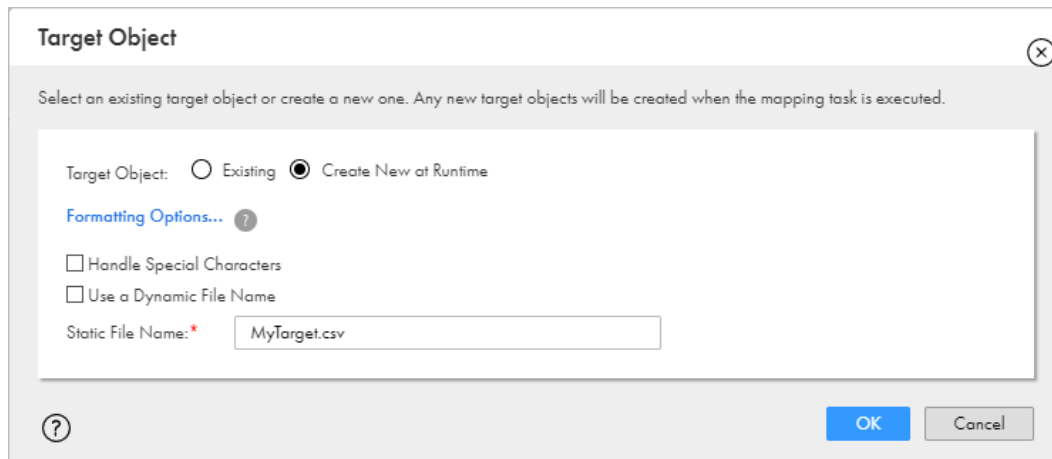 Target Object
Select an existing target object or create a new one. Any new target objects will be created when the mapping task is executed.
Target Object: Existing Create New at Runtime
Formatting Options... ?
Handle Special Characters
Use a Dynamic File Name
Static File Name:* MyTarget.csv
? OK Cancel